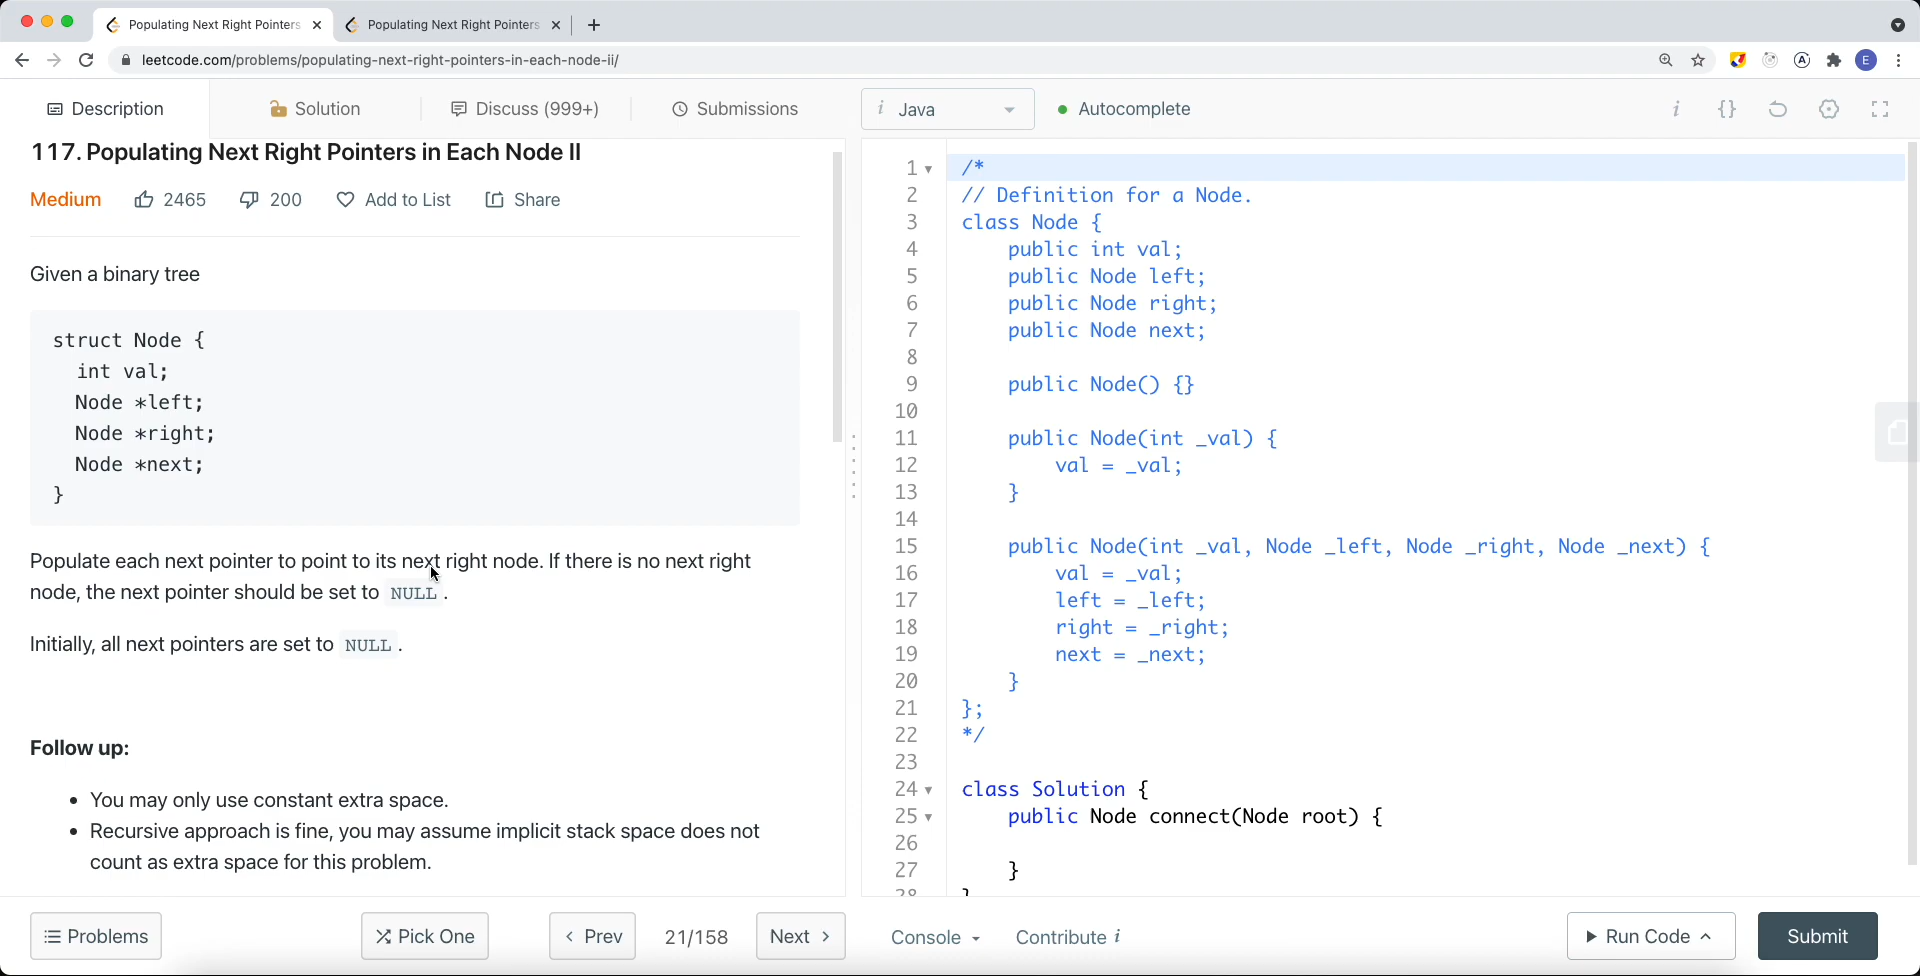 Populating Next Right Pointers
Populating Next Right Pointers
leetcode.com/problems/populating-next-right-pointers-in-each-node-ii/
E
Description
Solution
Discuss (999+)
Submissions
i Java
Autocomplete
i {}
117. Populating Next Right Pointers in Each Node II
Medium 2465 200 Add to List Share
Given a binary tree
struct Node {
int val;
Node *left;
Node *right;
Node *next;
}
Populate each next pointer to point to its next right node. If there is no next right
node, the next pointer should be set to NULL.
Initially, all next pointers are set to NULL.
Follow up:
• You may only use constant extra space.
• Recursive approach is fine, you may assume implicit stack space does not
count as extra space for this problem.
1 /*
2 // Definition for a Node.
3 class Node {
4 public int val;
5 public Node left;
6 public Node right;
7 public Node next;
8
9 public Node() {}
10
11 public Node(int _val) {
12 val = _val;
13 }
14
15 public Node(int _val, Node _left, Node _right, Node _next) {
16 val = _val;
17 left = _left;
18 right = _right;
19 next = _next;
20 }
21 };
22 */
23
24 class Solution {
25 public Node connect(Node root) {
26
27 }
28 }
Problems
Pick One
< Prev
21/158
Next >
Console
Contribute i
Run Code
Submit